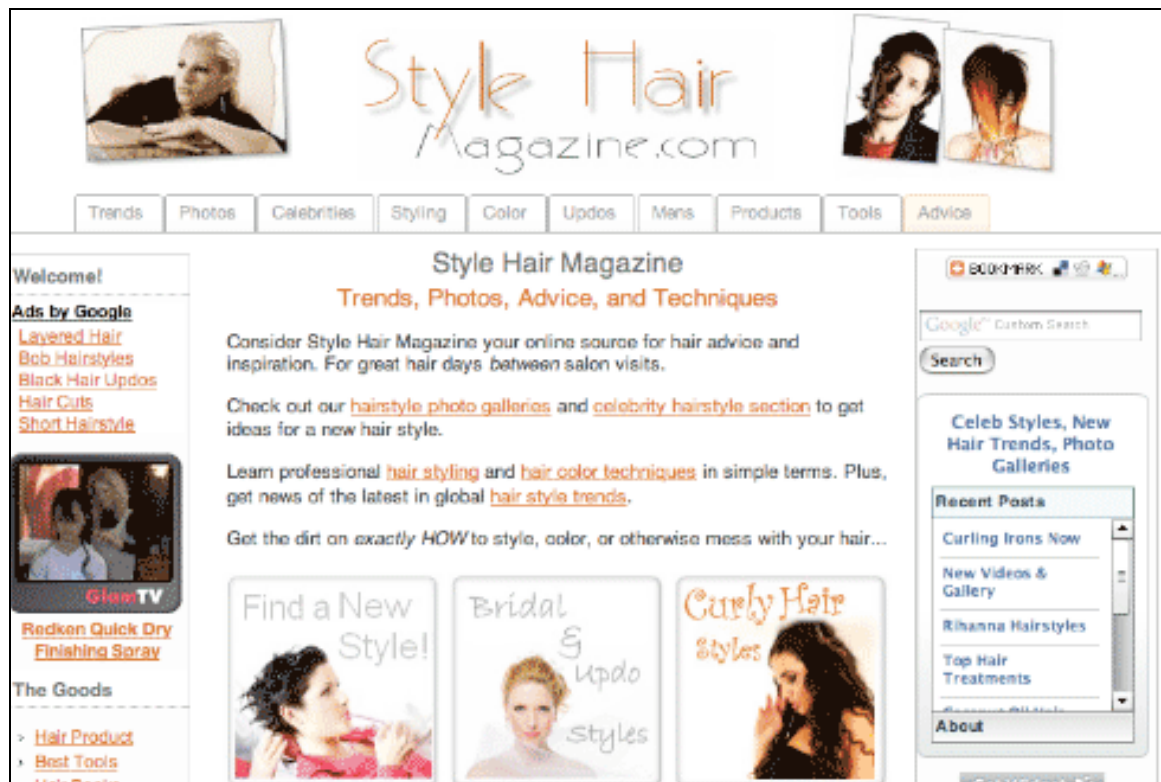 Style Hair
Magazine.com
Trends Photos Celebrities Styling Color Updos Mens Products Tools Advice
Welcome!
Ads by Google
Layered Hair
Bob Hairstyles
Black Hair Updos
Hair Cuts
Short Hairstyle
GlamTV
Redken Quick Dry
Finishing Spray
The Goods
Hair Product
Best Tools
Style Hair Magazine
Trends, Photos, Advice, and Techniques
Consider Style Hair Magazine your online source for hair advice and
inspiration. For great hair days between salon visits.
Check out our hairstyle photo galleries and celebrity hairstyle section to get
ideas for a new hair style.
Learn professional hair styling and hair color techniques in simple terms. Plus,
get news of the latest in global hair style trends.
Get the dirt on exactly HOW to style, color, or otherwise mess with your hair...
Find a New
Style!
Bridal
&
Updo
Styles
Curly Hair
Styles
BOOKMARK
Google™ Custom Search
Search
Celeb Styles, New
Hair Trends, Photo
Galleries
Recent Posts
Curling Irons Now
New Videos &
Gallery
Rihanna Hairstyles
Top Hair
Treatments
About